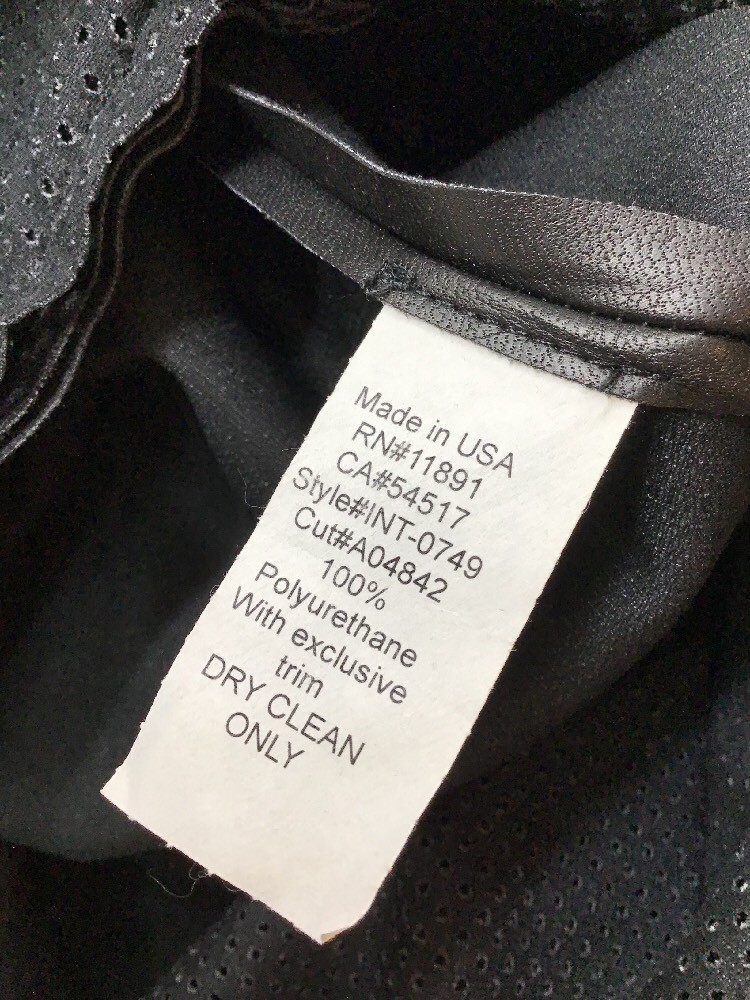 Made in USA
RN#11891
CA#54517
Style#INT-0749
Cut#A04842
100%
Polyurethane
With exclusive
trim
DRY CLEAN
ONLY